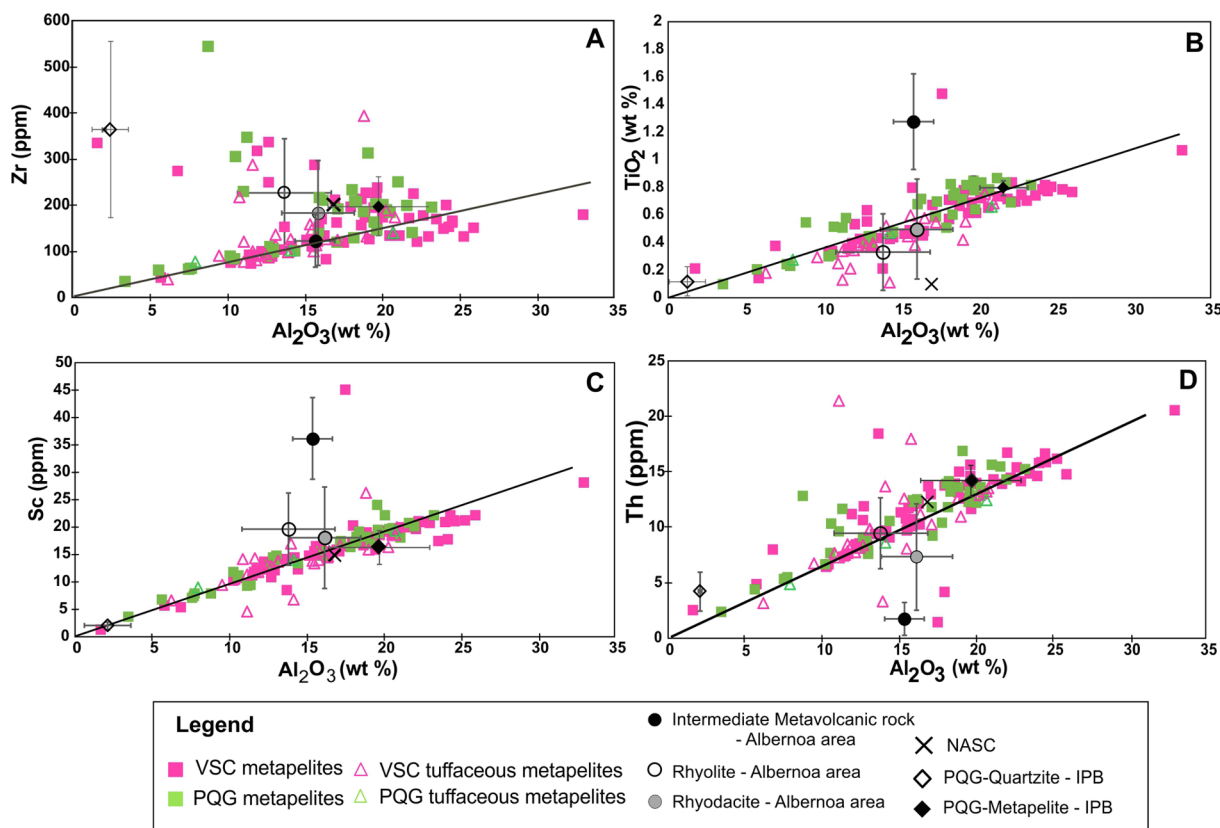 600
500
400
300
200
100
0
Zr (ppm)
A
0
5
10
15
20
25
30
35
Al₂O₃(wt %)
2
1.8
1.6
1.4
1.2
1
0.8
0.6
0.4
0.2
0
TiO₂ (wt %)
B
0
5
10
15
20
25
30
35
Al₂O₃(wt %)
50
45
40
35
30
25
20
15
10
5
0
Sc (ppm)
C
0
5
10
15
20
25
30
35
Al₂O₃(wt %)
25
20
15
10
5
0
Th (ppm)
D
0
5
10
15
20
25
30
35
Al₂O₃ (wt %)
Legend
VSC metapelites
PQG metapelites
VSC tuffaceous metapelites
PQG tuffaceous metapelites
Intermediate Metavolcanic rock
- Albernoa area
Rhyolite - Albernoa area
Rhyodacite - Albernoa area
NASC
PQG-Quartzite - IPB
PQG-Metapelite - IPB